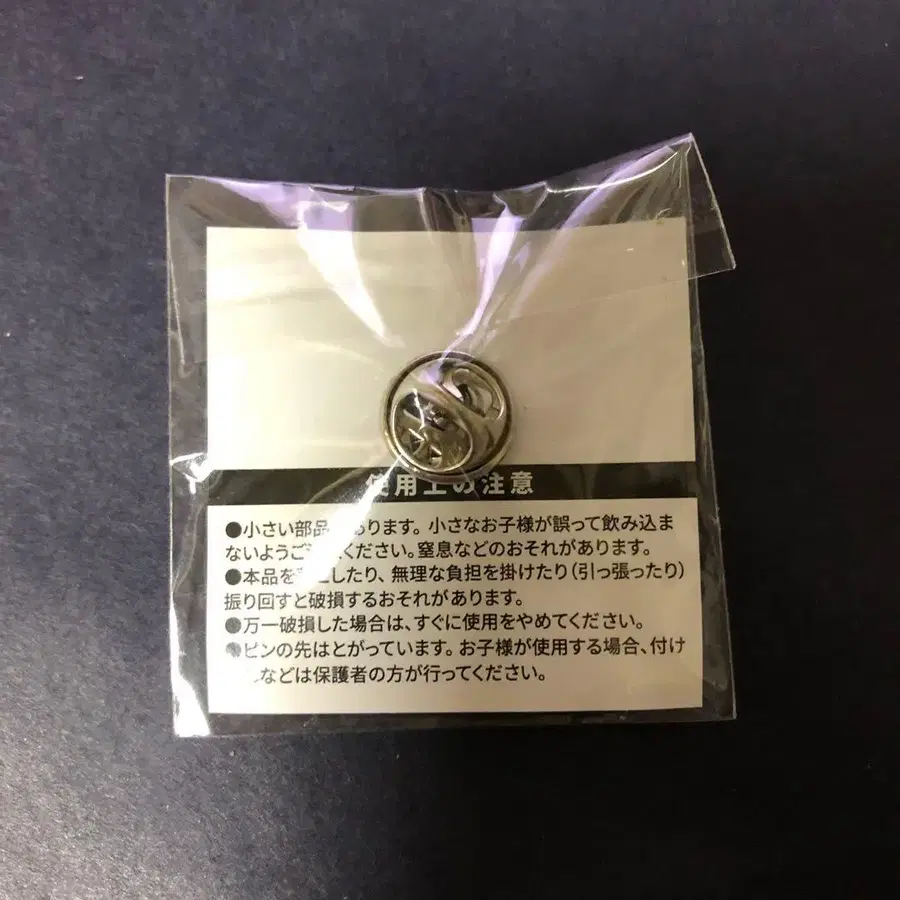 使用上の注意
●小さい部品 あります。小さなお子様が誤って飲み込ま
ないようご ください。窒息などのおそれがあります。
●本品を したり、無理な負担を掛けたり（引っ張ったり）
振り回すと破損するおそれがあります。
●万一破損した場合は、すぐに使用をやめてください。
●ピンの先はとがっています。お子様が使用する場合、付け
しなどは保護者の方が行ってください。